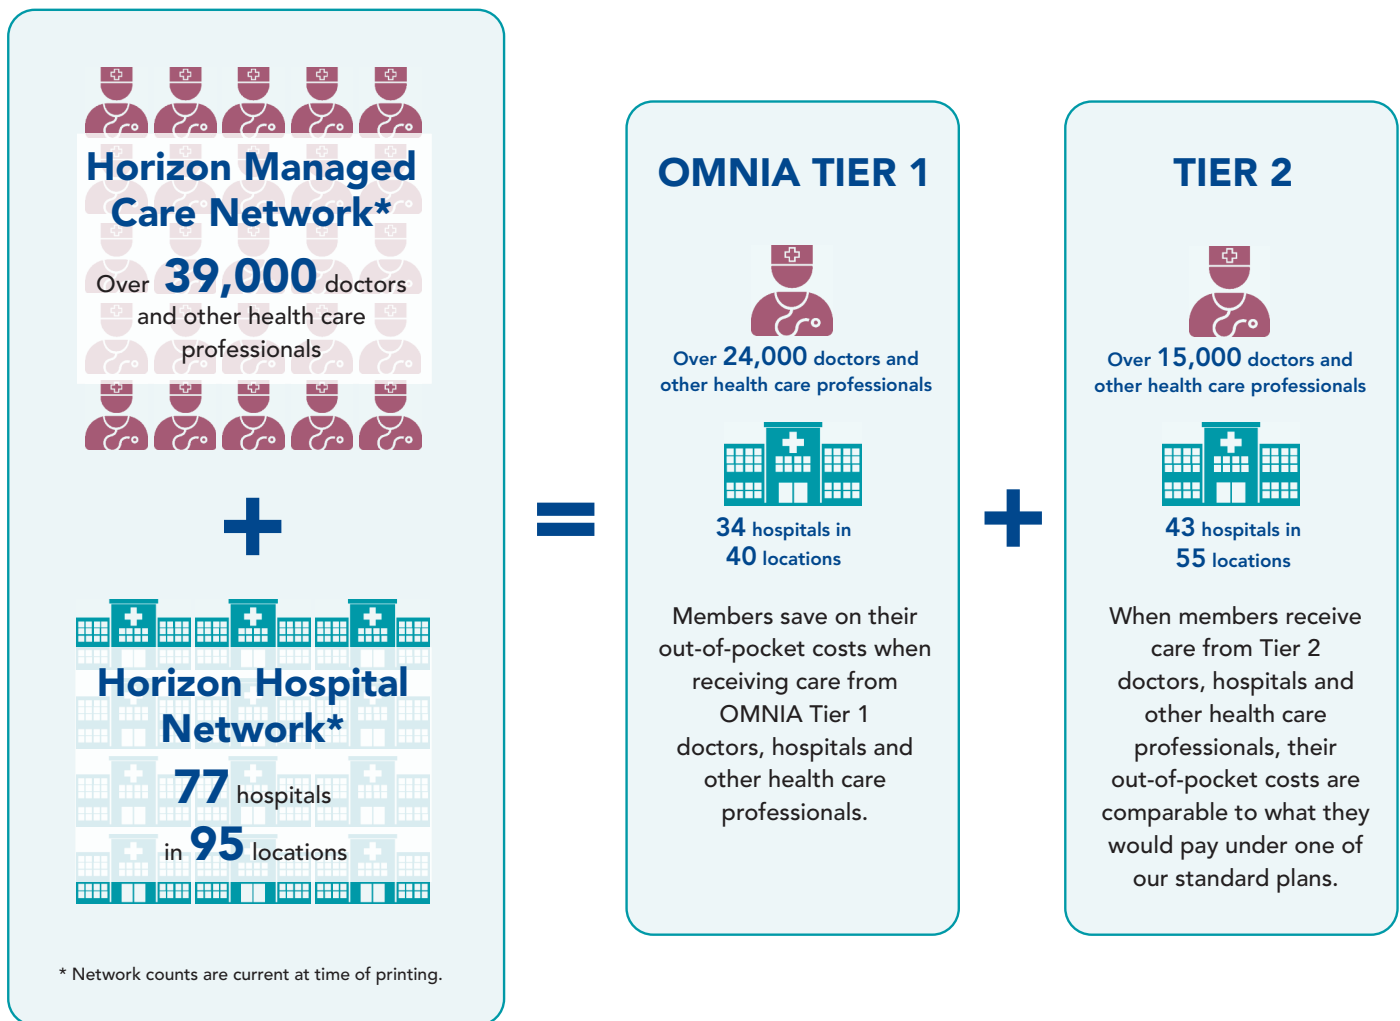 Horizon Managed
Care Network*
Over 39,000 doctors
and other health care
professionals
+
Horizon Hospital
Network*
77 hospitals
in 95 locations
* Network counts are current at time of printing.
=
OMNIA TIER 1
Over 24,000 doctors and
other health care professionals
34 hospitals in
40 locations
Members save on their
out-of-pocket costs when
receiving care from
OMNIA Tier 1
doctors, hospitals and
other health care
professionals.
+
TIER 2
Over 15,000 doctors and
other health care professionals
43 hospitals in
55 locations
When members receive
care from Tier 2
doctors, hospitals and
other health care
professionals, their
out-of-pocket costs are
comparable to what they
would pay under one of
our standard plans.